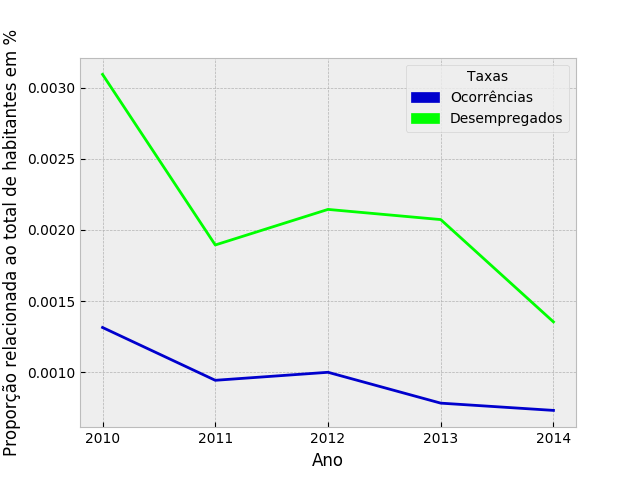 Proporção relacionada ao total de habitantes em %
0.0030
0.0025
0.0020
0.0015
0.0010
Taxas
Ocorrências
Desempregados
2010 2011 2012 2013 2014
Ano